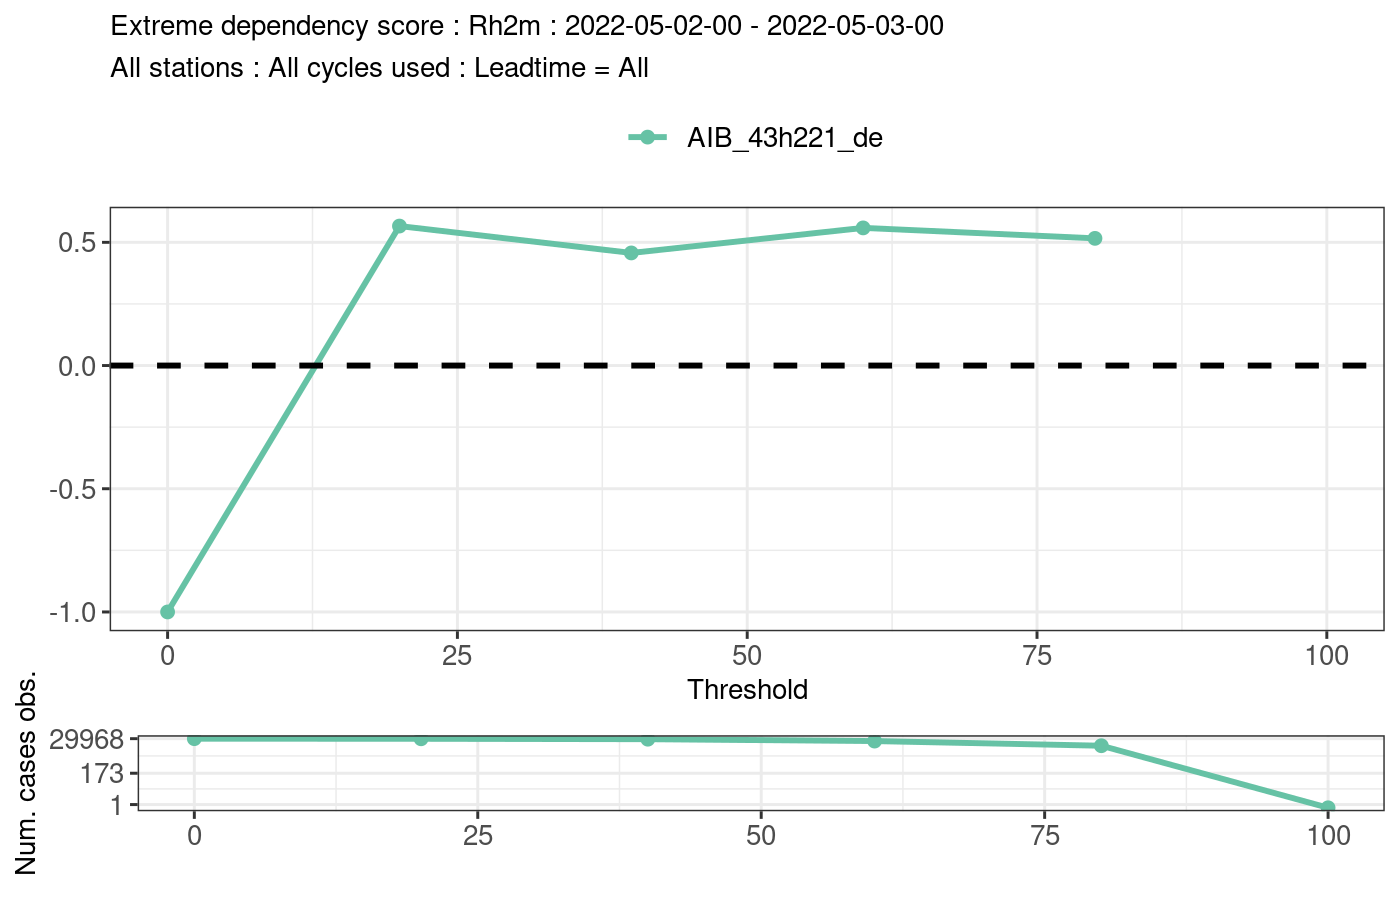 Extreme dependency score : Rh2m : 2022-05-02-00 - 2022-05-03-00
All stations : All cycles used : Leadtime = All
AIB_43h221_de
0.5
0.0
-0.5
-1.0
0 25 50 75 100
Threshold
Num. cases obs.
29968
173
1
0 25 50 75 100